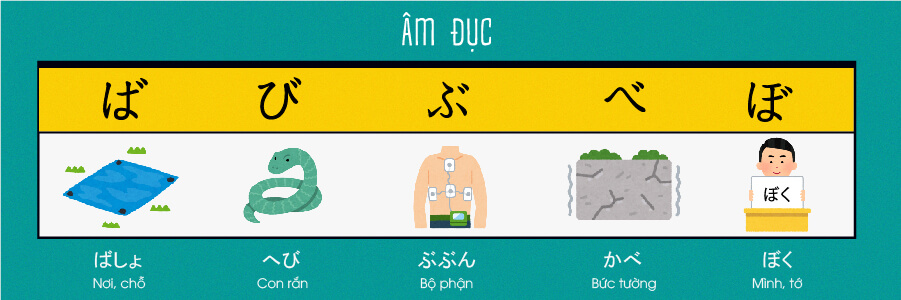 ÂM ĐỤC
ば び ぶ べ ぼ
ぼく
ばしょ へび ぶぶん かべ ぼく
Nơi, chỗ Con rắn Bộ phận Bức tường Mình, tớ